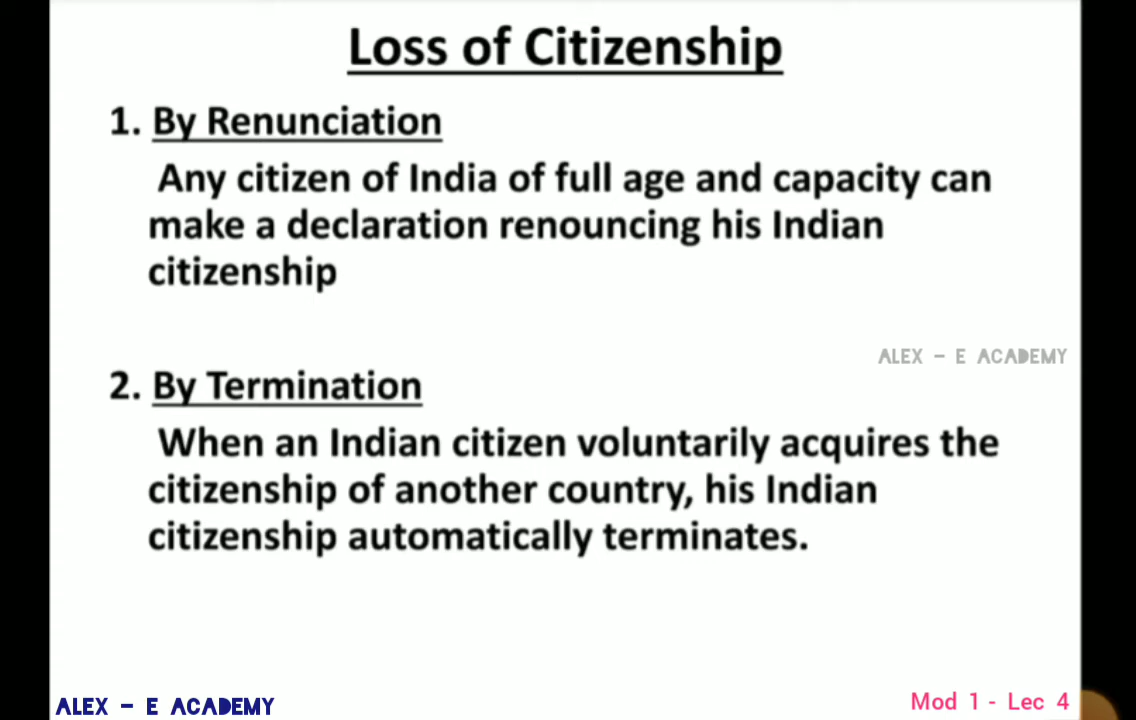 Loss of Citizenship
1. By Renunciation
Any citizen of India of full age and capacity can
make a declaration renouncing his Indian
citizenship
ALEX - E ACADEMY
2. By Termination
When an Indian citizen voluntarily acquires the
citizenship of another country, his Indian
citizenship automatically terminates.
ALEX - E ACADEMY
Mod 1 - Lec 4